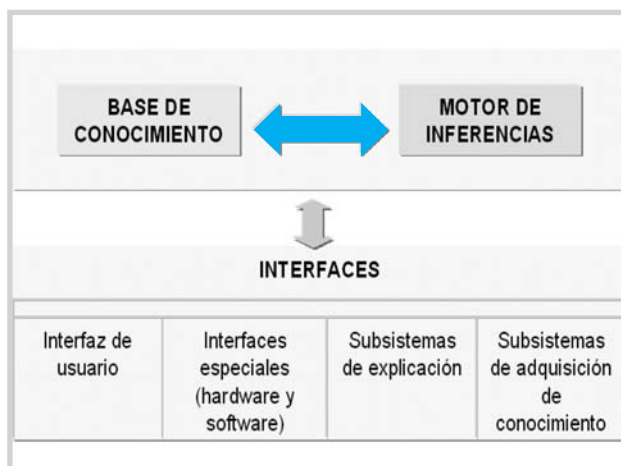 BASE DE
CONOCIMIENTO
MOTOR DE
INFERENCIAS
INTERFACES
Interfaz de
usuario
Interfaces
especiales
(hardware y
software)
Subsistemas
de explicación
Subsistemas
de adquisición
de
conocimiento